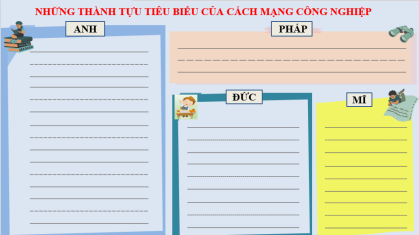 NHỮNG THÀNH TỰU TIÊU BIỂU CỦA CÁCH MẠNG CÔNG NGHIỆP
ANH
PHÁP
ĐỨC
MĨ